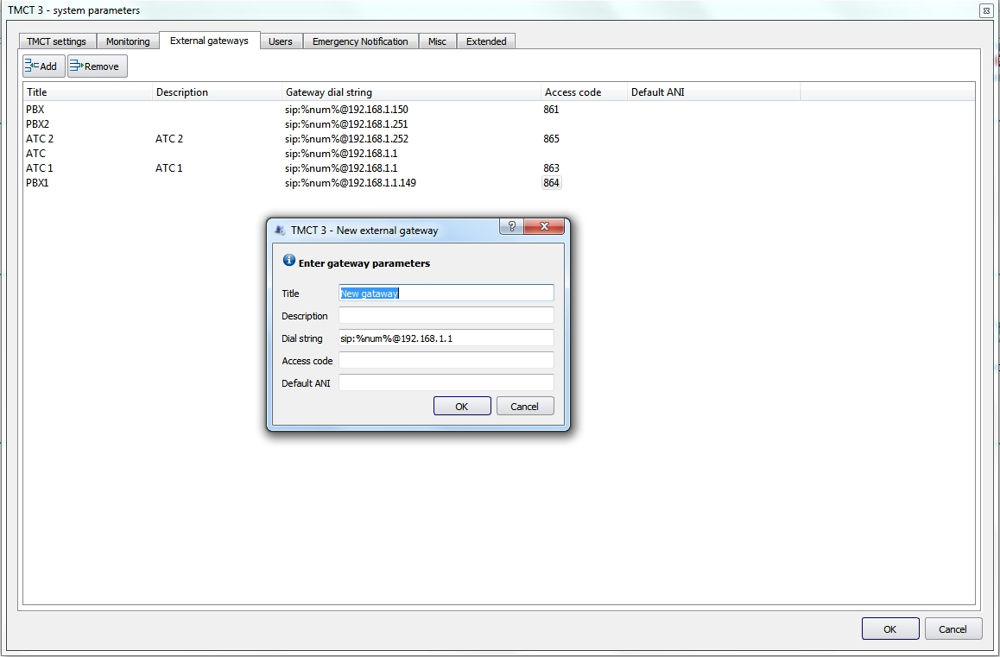 TMCT 3 - system parameters
TMCT settings Monitoring External gateways Users Emergency Notification Misc Extended
Add Remove
Title Description Gateway dial string Access code Default ANI
PBX sip:%num%@192.168.1.150 861
PBX2 sip:%num%@192.168.1.251
ATC 2 ATC 2 sip:%num%@192.168.1.252 865
ATC sip:%num%@192.168.1.1
ATC 1 ATC 1 sip:%num%@192.168.1.1 863
PBX1 sip:%num%@192.168.1.1.149 864
TMCT 3 - New external gateway
Enter gateway parameters
Title New gataway
Description
Dial string sip:%num%@192.168.1.1
Access code
Default ANI
OK Cancel
OK Cancel